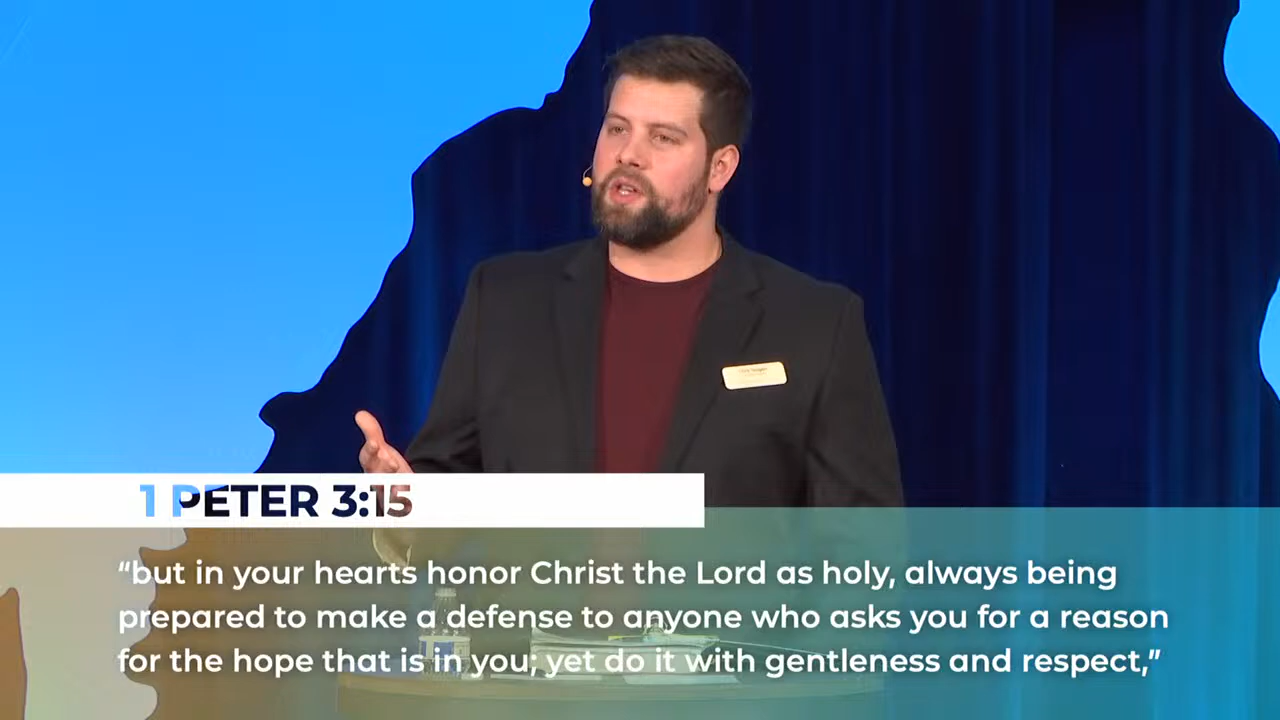 1 PETER 3:15
“but in your hearts honor Christ the Lord as holy, always being
prepared to make a defense to anyone who asks you for a reason
for the hope that is in you; yet do it with gentleness and respect,”